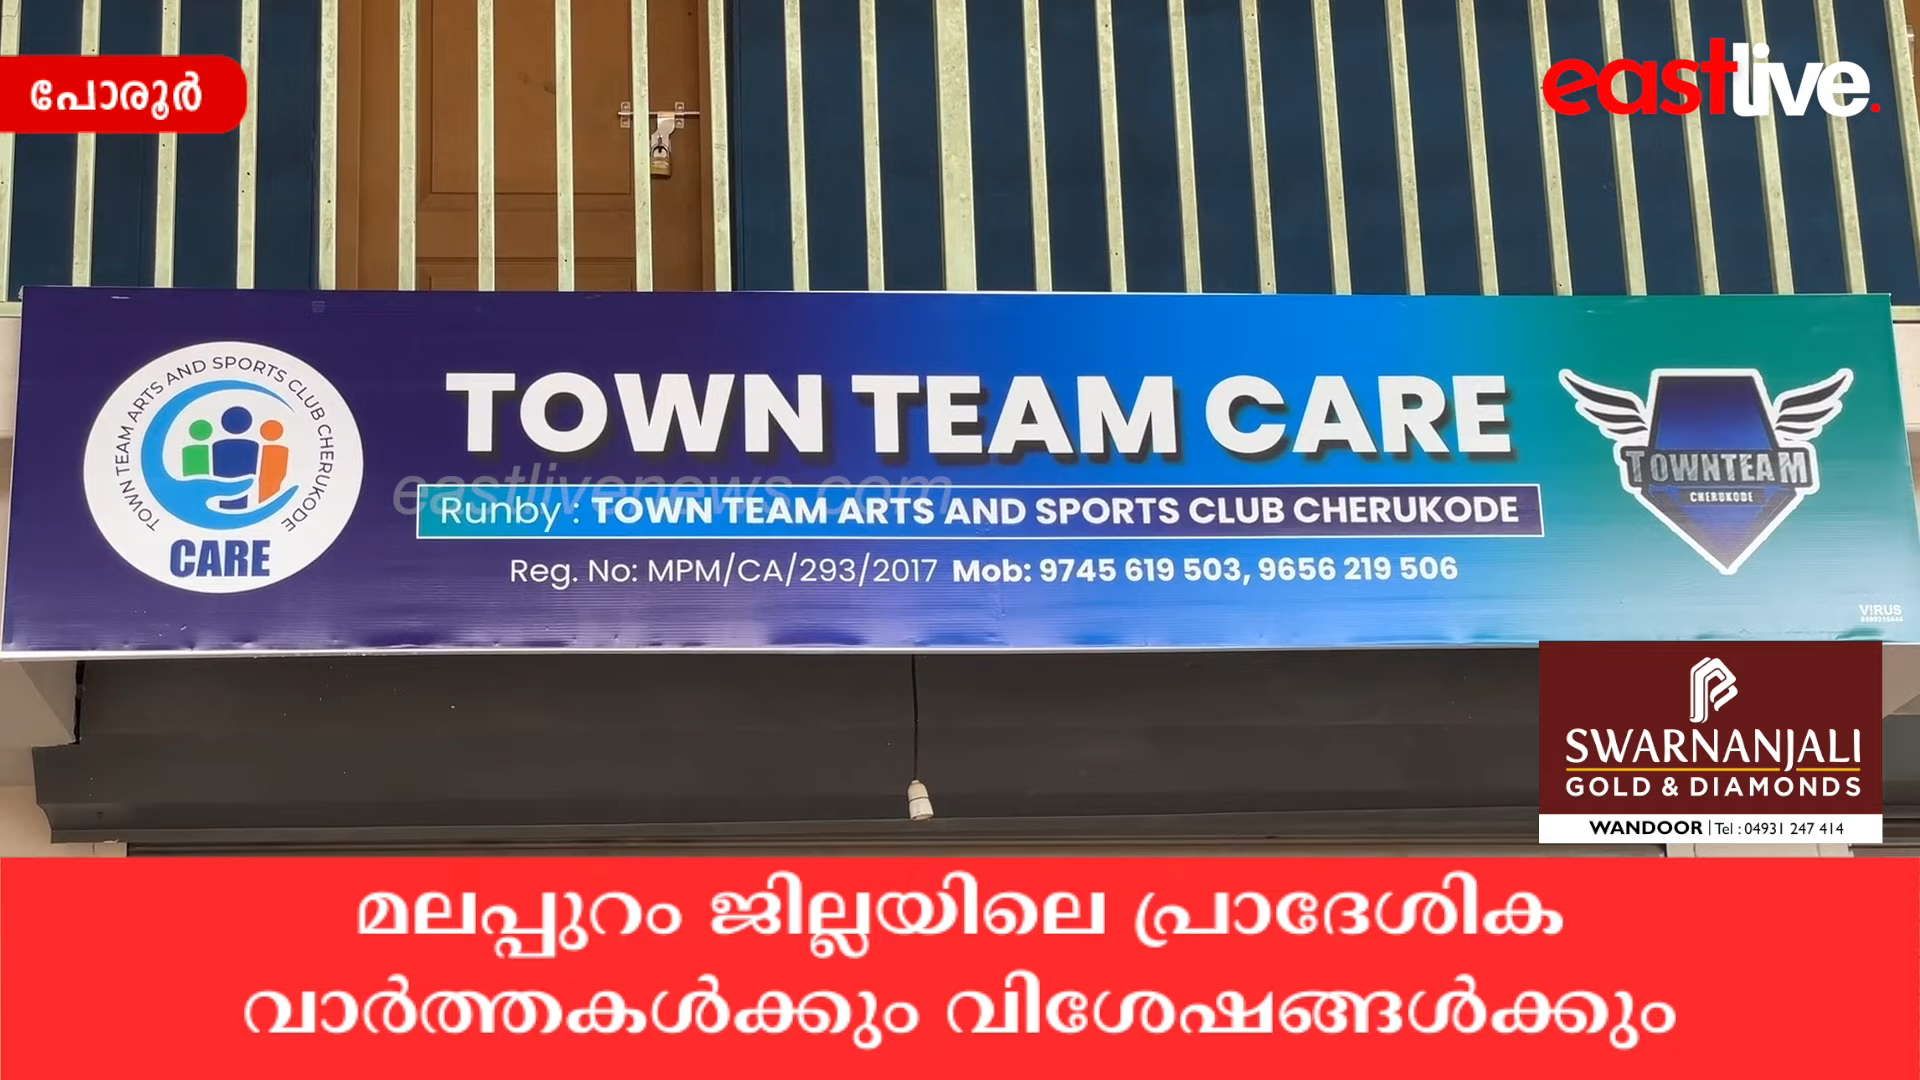 പോരൂർ
eastlive.
TOWN TEAM ARTS AND SPORTS CLUB CHERUKODE
CARE
TOWN TEAM CARE
eastlivenews.com
Runby : TOWN TEAM ARTS AND SPORTS CLUB CHERUKODE
Reg. No: MPM/CA/293/2017 Mob: 9745 619 503, 9656 219 506
TOWNTEAM
CHERUKODE
VIRUS
SWARNANJALI
GOLD & DIAMONDS
WANDOOR | Tel : 04931 247 414
മലപ്പുറം ജില്ലയിലെ പ്രാദേശിക
വാർത്തകൾക്കും വിശേഷങ്ങൾക്കും